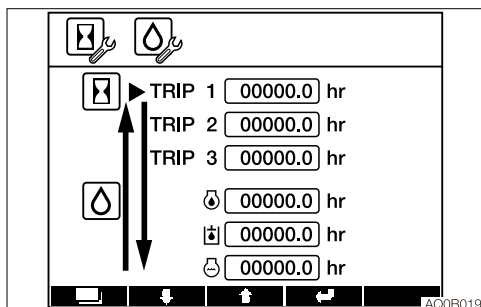 TRIP 1 00000.0 hr
TRIP 2 00000.0 hr
TRIP 3 00000.0 hr
00000.0 hr
00000.0 hr
00000.0 hr
AQ0B019